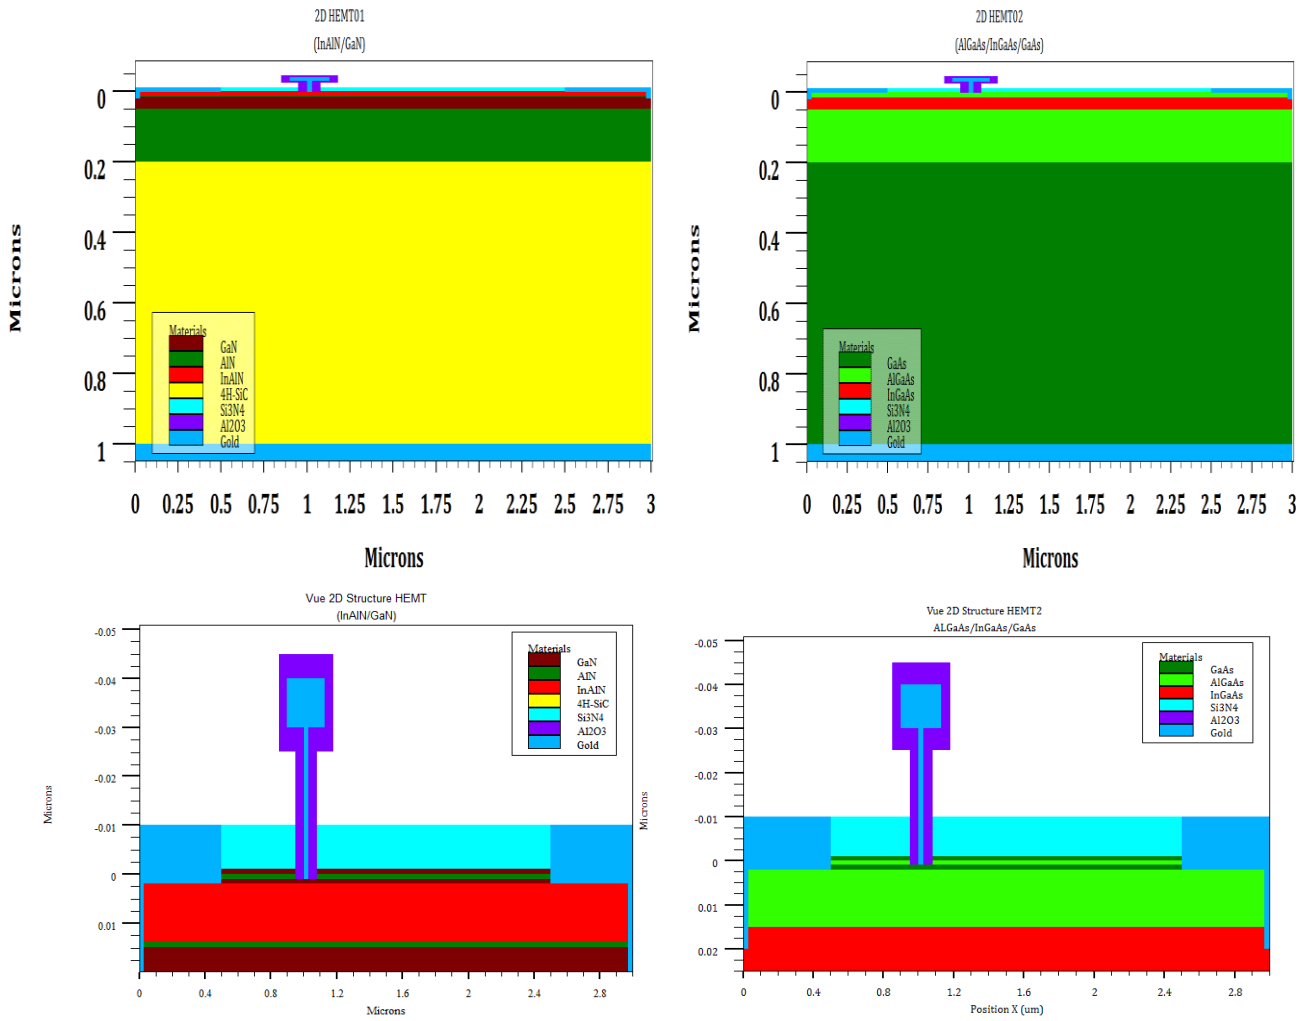 2D HEMT01
(InAlN/GaN)
Microns
0
0.2
0.4
0.6
0.8
1
Materials
GaN
AlN
InAlN
4H-SiC
Si3N4
Al2O3
Gold
0 0.25 0.5 0.75 1 1.25 1.5 1.75 2 2.25 2.5 2.75 3
Microns
2D HEMT02
(AlGaAs/InGaAs/GaAs)
Microns
0
0.2
0.4
0.6
0.8
1
Materials
GaAs
AlGaAs
InGaAs
Si3N4
Al2O3
Gold
0 0.25 0.5 0.75 1 1.25 1.5 1.75 2 2.25 2.5 2.75 3
Microns
Vue 2D Structure HEMT
(InAlN/GaN)
Microns
-0.05
-0.04
-0.03
-0.02
-0.01
0
0.01
Materials
GaN
AlN
InAlN
4H-SiC
Si3N4
Al2O3
Gold
0 0.4 0.8 1.2 1.6 2 2.4 2.8
Microns
Vue 2D Structure HEMT2
ALGaAs/InGaAs/GaAs
Microns
-0.05
-0.04
-0.03
-0.02
-0.01
0
0.01
0.02
Materials
GaAs
AlGaAs
InGaAs
Si3N4
Al2O3
Gold
0 0.4 0.8 1.2 1.6 2 2.4 2.8
Position X (um)